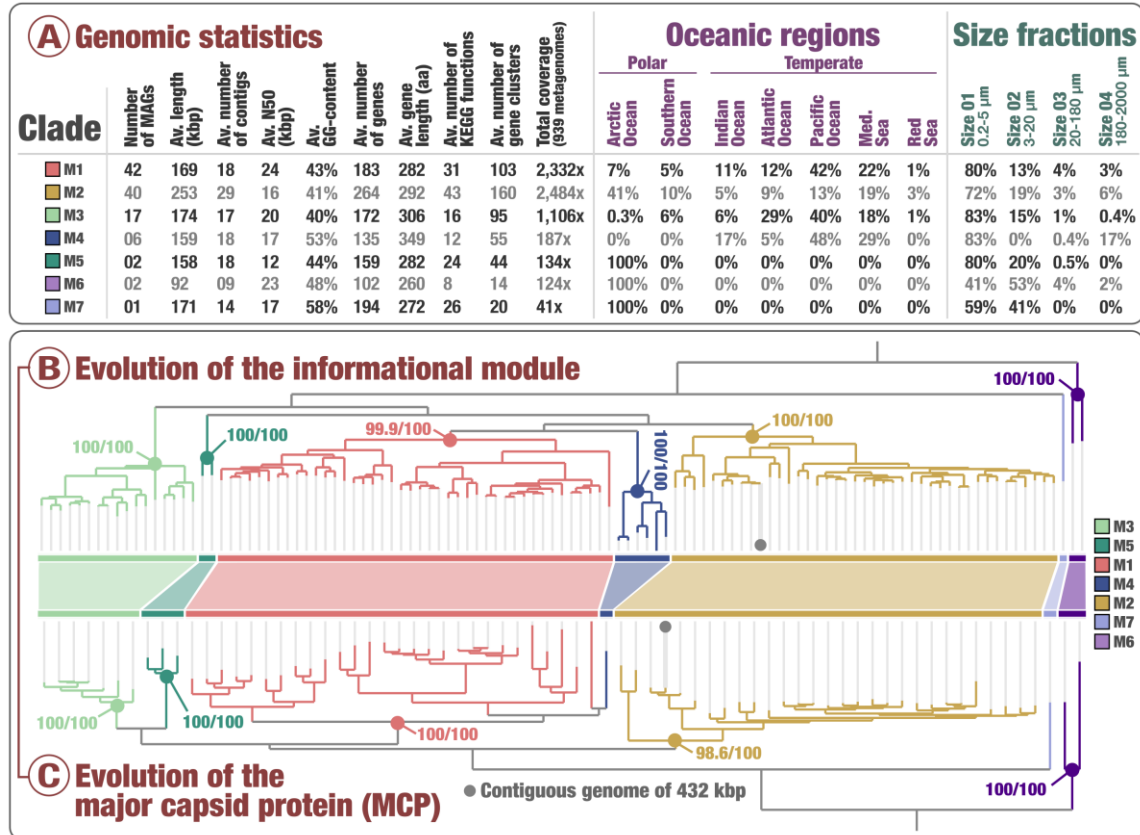 A Genomic statistics
Oceanic regions
Size fractions
Polar
Temperate
Clade
Number of MAGs
Av. length (kbp)
Av. number of contigs
Av. N50 (kbp)
Av. GG-content
Av. number of genes
Av. gene length (aa)
Av. number of KEGG functions
Av. number of gene clusters
Total coverage (939 metagenomes)
Arctic Ocean
Southern Ocean
Indian Ocean
Atlantic Ocean
Pacific Ocean
Med. Sea
Red Sea
Size 01 0.2-5 µm
Size 02 3-20 µm
Size 03 20-180 µm
Size 04 180-2000 µm
M1 42 169 18 24 43% 183 282 31 103 2,332x 7% 5% 11% 12% 42% 22% 1% 80% 13% 4% 3%
M2 40 253 29 16 41% 264 292 43 160 2,484x 41% 10% 5% 9% 13% 19% 3% 72% 19% 3% 6%
M3 17 174 17 20 40% 172 306 16 95 1,106x 0.3% 6% 6% 29% 40% 18% 1% 83% 15% 1% 0.4%
M4 06 159 18 17 53% 135 349 12 55 187x 0% 0% 17% 5% 48% 29% 0% 83% 0% 0.4% 17%
M5 02 158 18 12 44% 159 282 24 44 134x 100% 0% 0% 0% 0% 0% 0% 80% 20% 0.5% 0%
M6 02 92 09 23 48% 102 260 8 14 124x 100% 0% 0% 0% 0% 0% 0% 41% 53% 4% 2%
M7 01 171 14 17 58% 194 272 26 20 41x 100% 0% 0% 0% 0% 0% 0% 59% 41% 0% 0%
B Evolution of the informational module
100/100
100/100
100/100
99.9/100
100/100
100/100
M3
M5
M1
M4
M2
M7
M6
100/100
100/100
100/100
98.6/100
100/100
C Evolution of the
major capsid protein (MCP)
Contiguous genome of 432 kbp